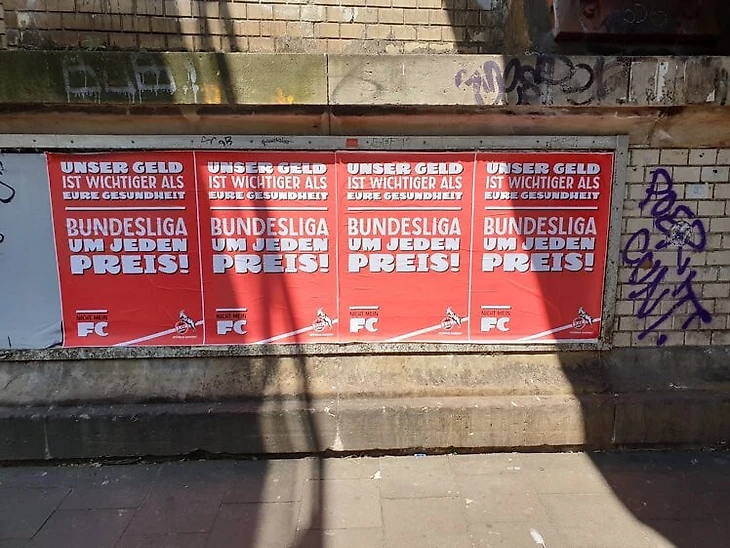 UNSER GELD
IST WICHTIGER ALS
EURE GESUNDHEIT
BUNDESLIGA
UM JEDEN
PREIS!
NICHT MEIN
FC
UNSER GELD
IST WICHTIGER ALS
EURE GESUNDHEIT
BUNDESLIGA
UM JEDEN
PREIS!
NICHT MEIN
FC
UNSER GELD
IST WICHTIGER ALS
EURE GESUNDHEIT
BUNDESLIGA
UM JEDEN
PREIS!
NICHT MEIN
FC
UNSER GELD
IST WICHTIGER ALS
EURE GESUNDHEIT
BUNDESLIGA
UM JEDEN
PREIS!
NICHT MEIN
FC